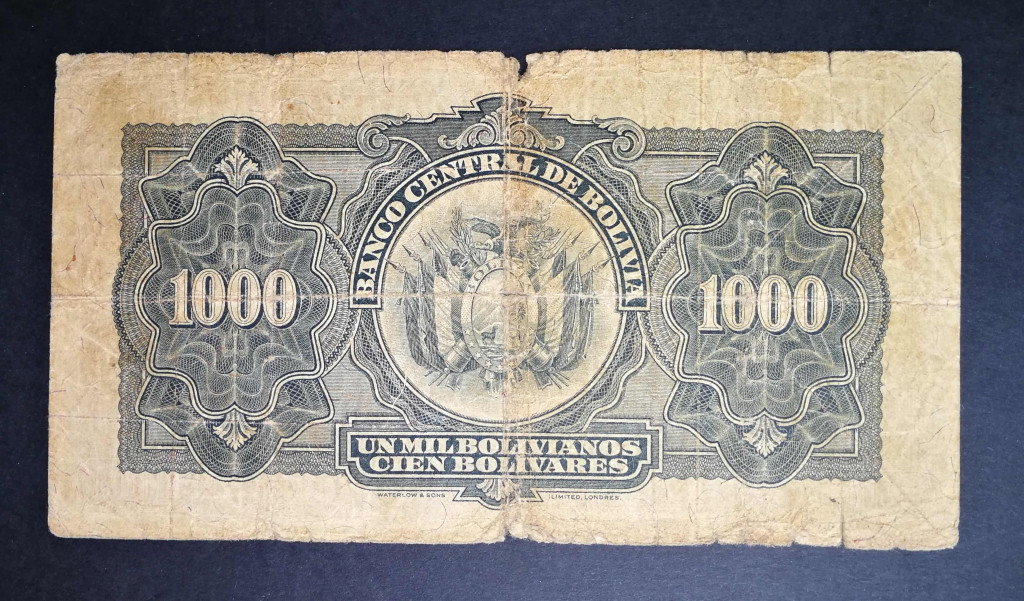 BANCO CENTRAL DE BOLIVIA
1000 1000
UN MIL BOLIVIANOS
CIEN BOLIVARES
WATERLOW & SONS LIMITED, LONDRES.